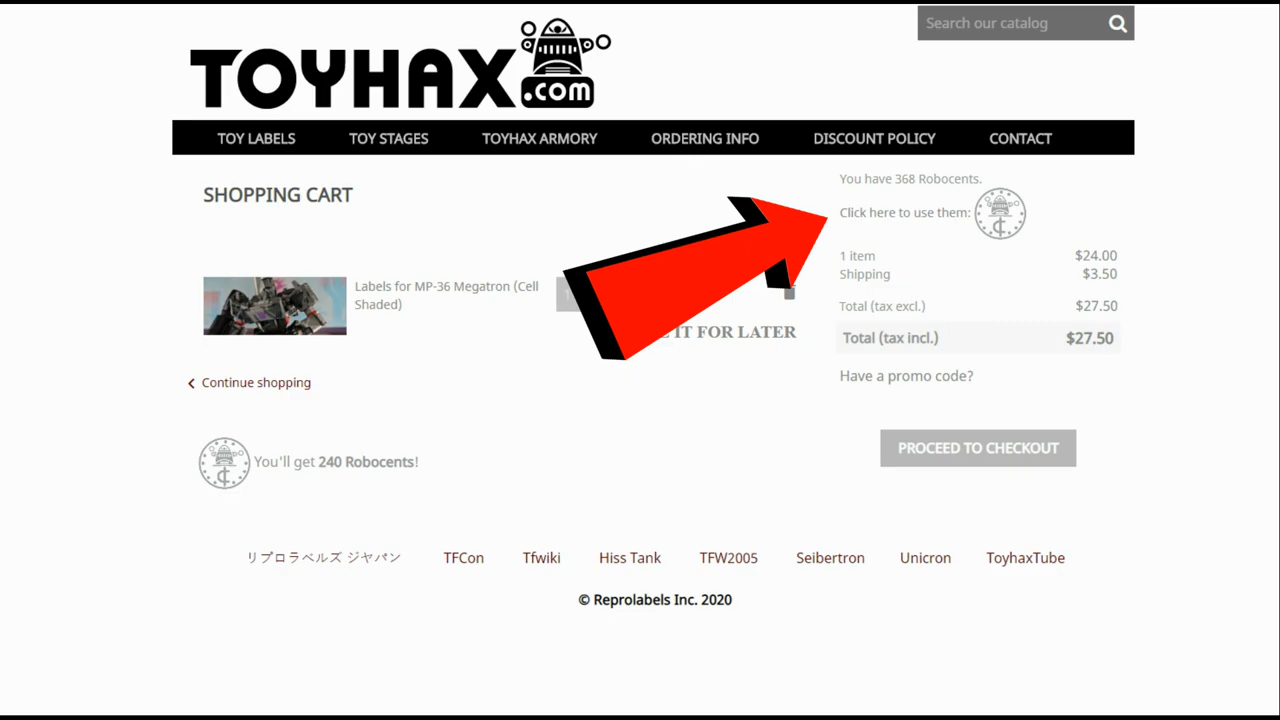 Search our catalog
TOYHAX
.com
TOY LABELS TOY STAGES TOYHAX ARMORY ORDERING INFO DISCOUNT POLICY CONTACT
SHOPPING CART
Labels for MP-36 Megatron (Cell
Shaded)
IT FOR LATER
Continue shopping
You'll get 240 Robocents!
You have 368 Robocents.
Click here to use them:
1 item $24.00
Shipping $3.50
Total (tax excl.) $27.50
Total (tax incl.) $27.50
Have a promo code?
PROCEED TO CHECKOUT
リプロラベルズ ジヤパン TFCon Tfwiki Hiss Tank TFW2005 Seibertron Unicron ToyhaxTube
© Reprolabels Inc. 2020